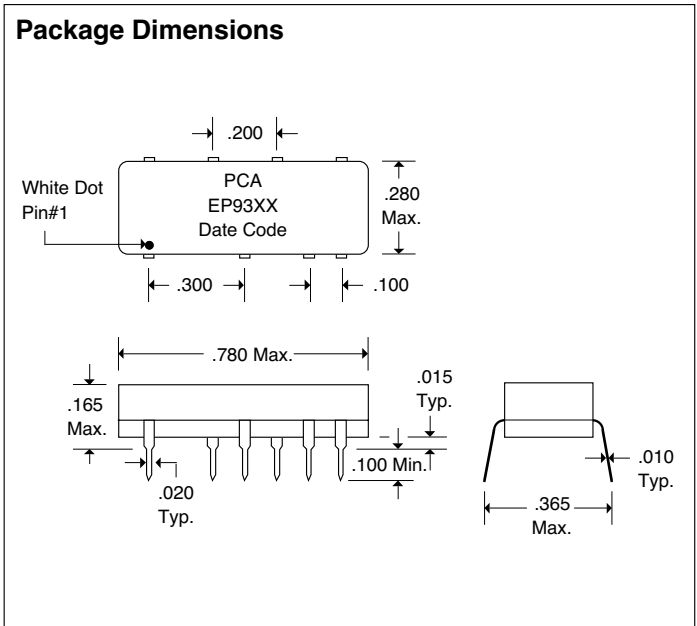 Package Dimensions
.200
White Dot
Pin#1
PCA
EP93XX
Date Code
.280
Max.
.300
.100
.780 Max.
.165
Max.
.015
Typ.
.100 Min.
.020
Typ.
.010
Typ.
.365
Max.